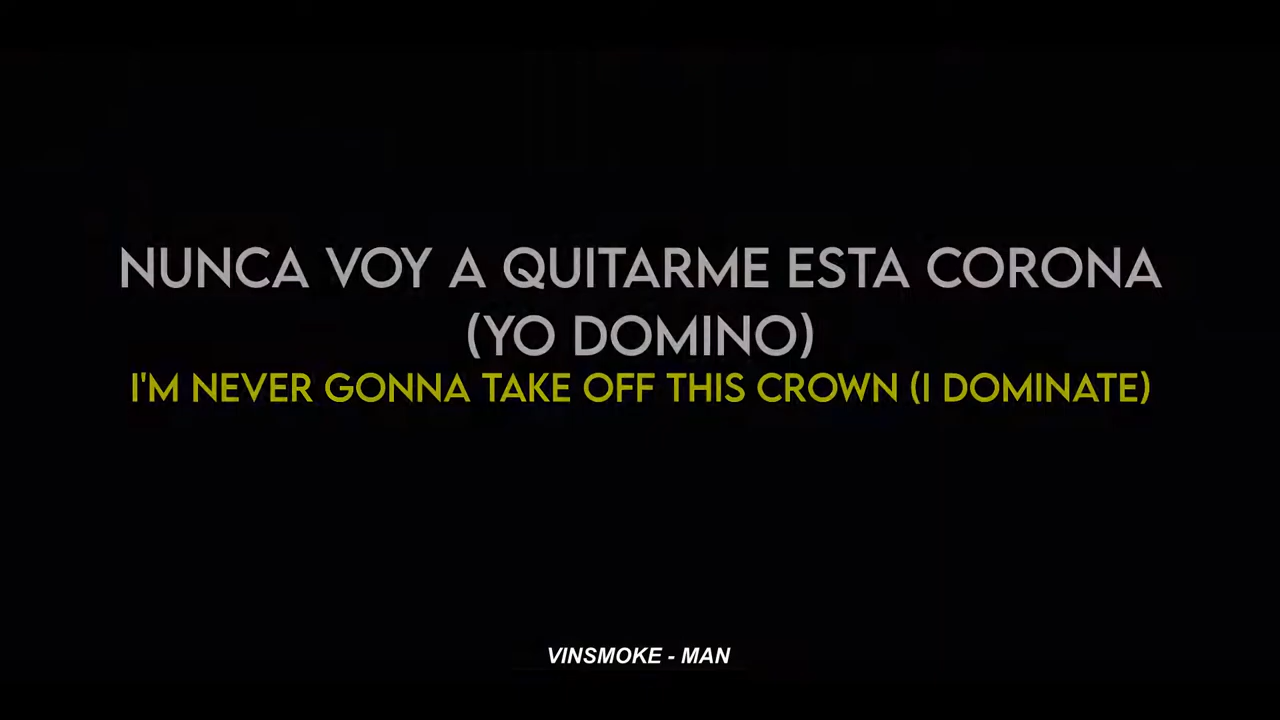 NUNCA VOY A QUITARME ESTA CORONA
(YO DOMINO)
I'M NEVER GONNA TAKE OFF THIS CROWN (I DOMINATE)
VINSMOKE - MAN